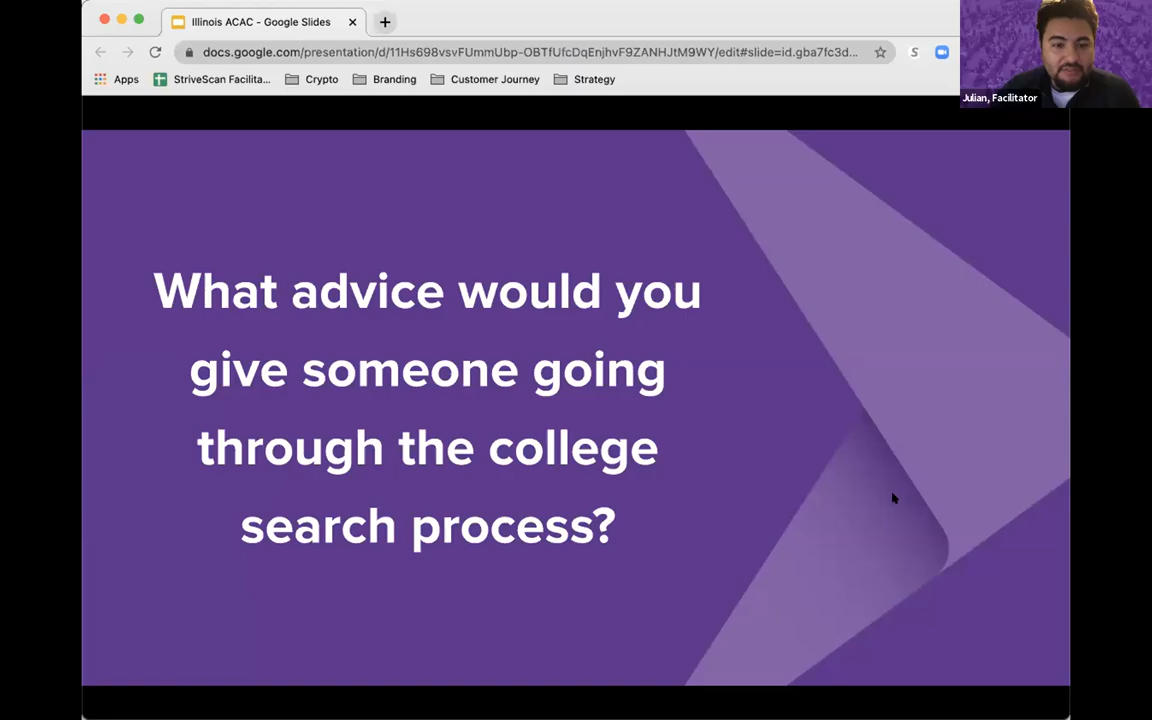 Illinois ACAC - Google Slides
docs.google.com/presentation/d/11Hs698vsvFUmmUbp-OBTfUfcDqEnjhvF9ZANHJtM9WY/edit#slide=id.gba7fc3d...
Apps
StriveScan Facilita...
Crypto
Branding
Customer Journey
Strategy
Julian, Facilitator
What advice would you
give someone going
through the college
search process?